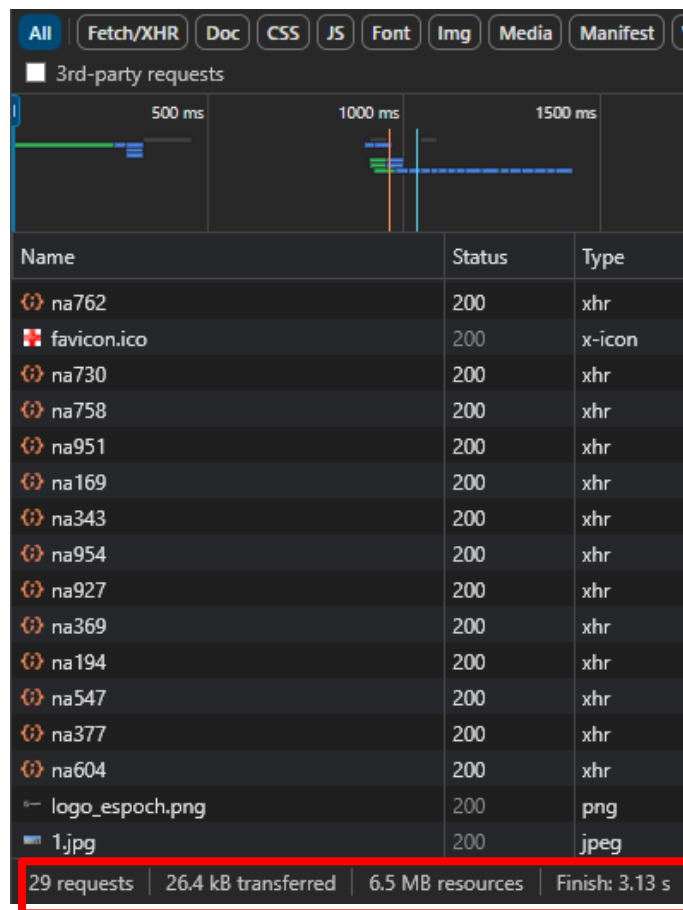 All Fetch/XHR Doc CSS JS Font Img Media Manifest
3rd-party requests
500 ms 1000 ms 1500 ms
Name Status Type
na762 200 xhr
favicon.ico 200 x-icon
na730 200 xhr
na758 200 xhr
na951 200 xhr
na169 200 xhr
na343 200 xhr
na954 200 xhr
na927 200 xhr
na369 200 xhr
na194 200 xhr
na547 200 xhr
na377 200 xhr
na604 200 xhr
logo_espoch.png 200 png
1.jpg 200 jpeg
29 requests 26.4 kB transferred 6.5 MB resources Finish: 3.13 s